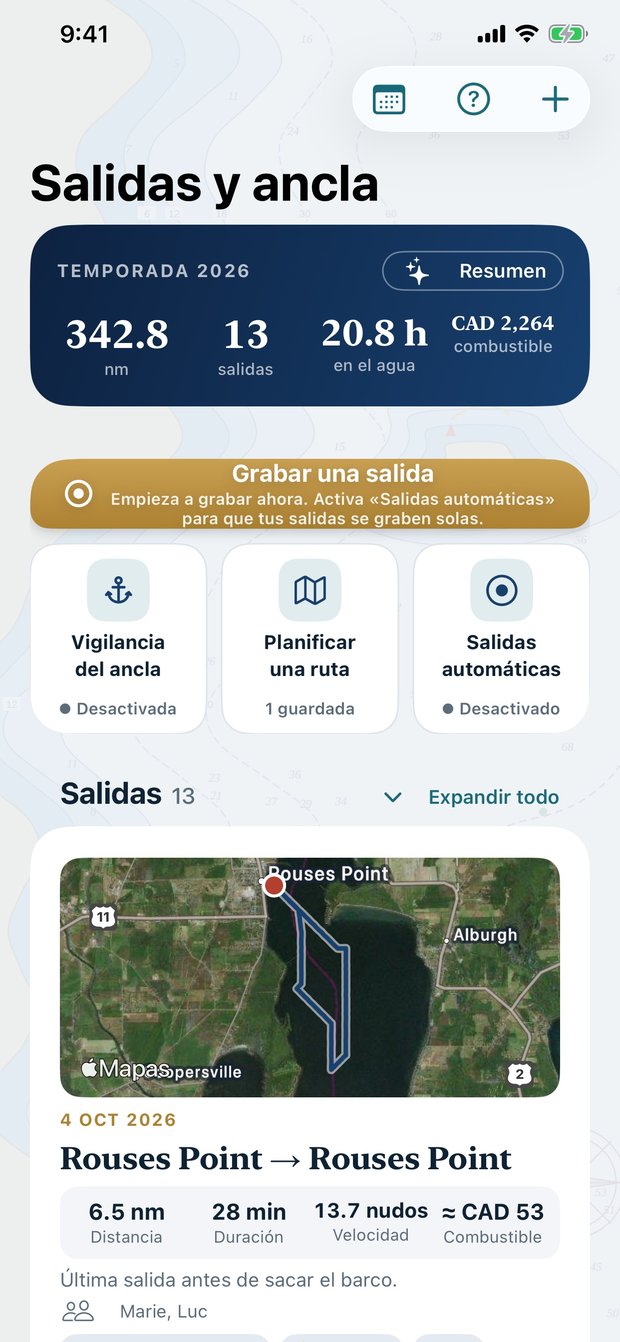 9:41
Salidas y ancla
TEMPORADA 2026
Resumen
342.8
13
20.8 h
CAD 2,264
nm
salidas
en el agua
combustible
Grabar una salida
Empieza a grabar ahora. Activa «Salidas automáticas»
para que tus salidas se graben solas.
Vigilancia
del ancla
Desactivada
Planificar
una ruta
1 guardada
Salidas
automáticas
Desactivado
Salidas 13
Expandir todo
Rouses Point
11
Alburgh
Mapas
2
4 OCT 2026
Rouses Point → Rouses Point
6.5 nm
28 min
13.7 nudos
≈ CAD 53
Distancia
Duración
Velocidad
Combustible
Última salida antes de sacar el barco.
Marie, Luc